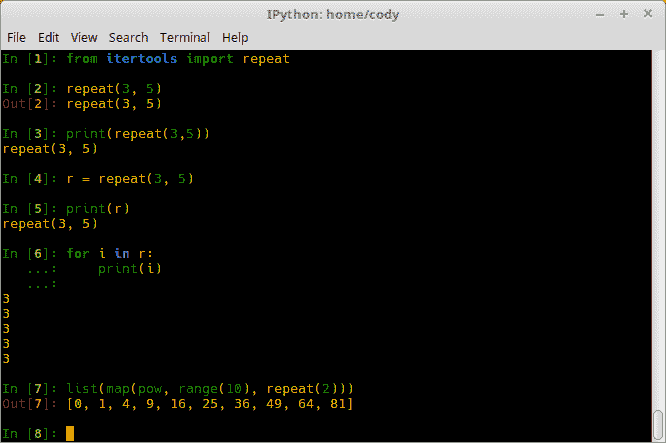 IPython: home/cody
File Edit View Search Terminal Help
In [1]: from itertools import repeat
In [2]: repeat(3, 5)
Out[2]: repeat(3, 5)
In [3]: print(repeat(3,5))
repeat(3, 5)
In [4]: r = repeat(3, 5)
In [5]: print(r)
repeat(3, 5)
In [6]: for i in r:
   ...:     print(i)
   ...:
3
3
3
3
3
In [7]: list(map(pow, range(10), repeat(2)))
Out[7]: [0, 1, 4, 9, 16, 25, 36, 49, 64, 81]
In [8]: